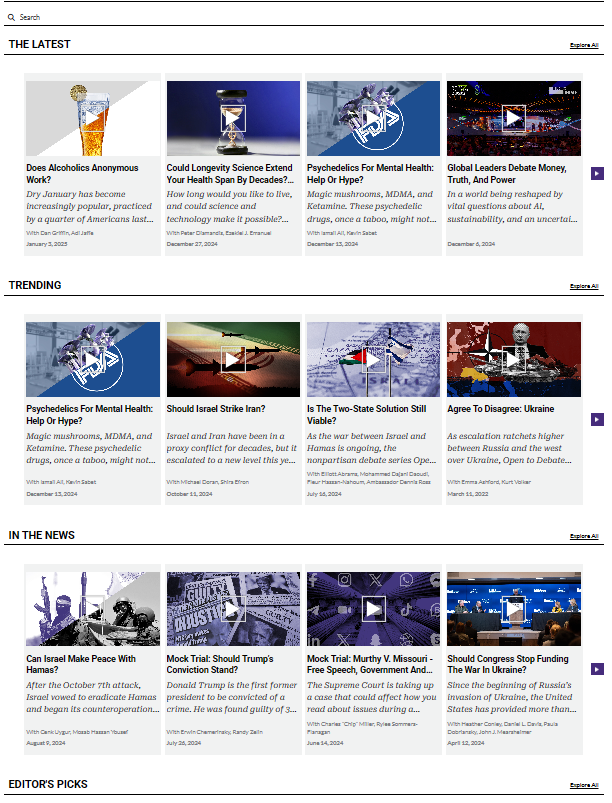 Search
THE LATEST
Explore All
Does Alcoholics Anonymous
Work?
Dry January has become
increasingly popular, practiced
by a quarter of Americans last...
With Dan Griffin, Adi Jaffe
January 3, 2025
Could Longevity Science Extend
Your Health Span By Decades?...
How long would you like to live,
and could science and
technology make it possible?...
With Peter Diamandis, Ezekiel J. Emanuel
December 27, 2024
FDA
Psychedelics For Mental Health:
Help Or Hype?
Magic mushrooms, MDMA, and
Ketamine. These psychedelic
drugs, once a taboo, might not...
With Ismail Ali, Kevin Sabet
December 13, 2024
Global Leaders Debate Money,
Truth, And Power
In a world being reshaped by
vital questions about AI,
sustainability, and an uncertai...
December 6, 2024
TRENDING
Explore All
FDA
Psychedelics For Mental Health:
Help Or Hype?
Magic mushrooms, MDMA, and
Ketamine. These psychedelic
drugs, once a taboo, might not...
With Ismail Ali, Kevin Sabet
December 13, 2024
Should Israel Strike Iran?
Israel and Iran have been in a
proxy conflict for decades, but it
escalated to a new level this ye...
With Michael Doran, Shira Efron
October 11, 2024
ISRAEL
Is The Two-State Solution Still
Viable?
As the war between Israel and
Hamas is ongoing, the
nonpartisan debate series Ope...
With Elliott Abrams, Mohammed Dajani Daoudi,
Fleur Hassan-Nahoum, Ambassador Dennis Ross
July 16, 2024
Agree To Disagree: Ukraine
As escalation ratchets higher
between Russia and the west
over Ukraine, Open to Debate...
With Emma Ashford, Kurt Volker
March 11, 2022
IN THE NEWS
Explore All
Can Israel Make Peace With
Hamas?
After the October 7th attack,
Israel vowed to eradicate Hamas
and began its counteroperation...
With Cenk Uygur, Mosab Hassan Yousef
August 9, 2024
GUILTY
GUILTY
INJUSTI
Mock Trial: Should Trump's
Conviction Stand?
Donald Trump is the first former
president to be convicted of a
crime. He was found guilty of 3...
With Erwin Chemerinsky, Randy Zelin
July 26, 2024
Mock Trial: Murthy V. Missouri -
Free Speech, Government And...
The Supreme Court is taking up
a case that could affect how you
read about issues during a...
With Charles "Chip" Miller, Rylee Sommers-
Flanagan
June 14, 2024
Should Congress Stop Funding
The War In Ukraine?
Since the beginning of Russia's
invasion of Ukraine, the United
States has provided more than...
With Heather Conley, Daniel L. Davis, Paula
Dobriansky, John J. Mearsheimer
April 12, 2024
EDITOR'S PICKS
Explore All